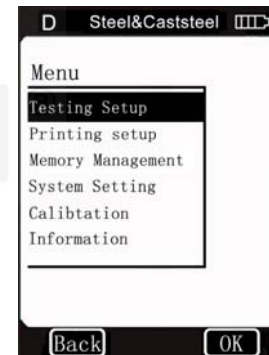 D Steel&Caststeel
Menu
Testing Setup
Printing setup
Memory Management
System Setting
Calibtation
Information
Back OK